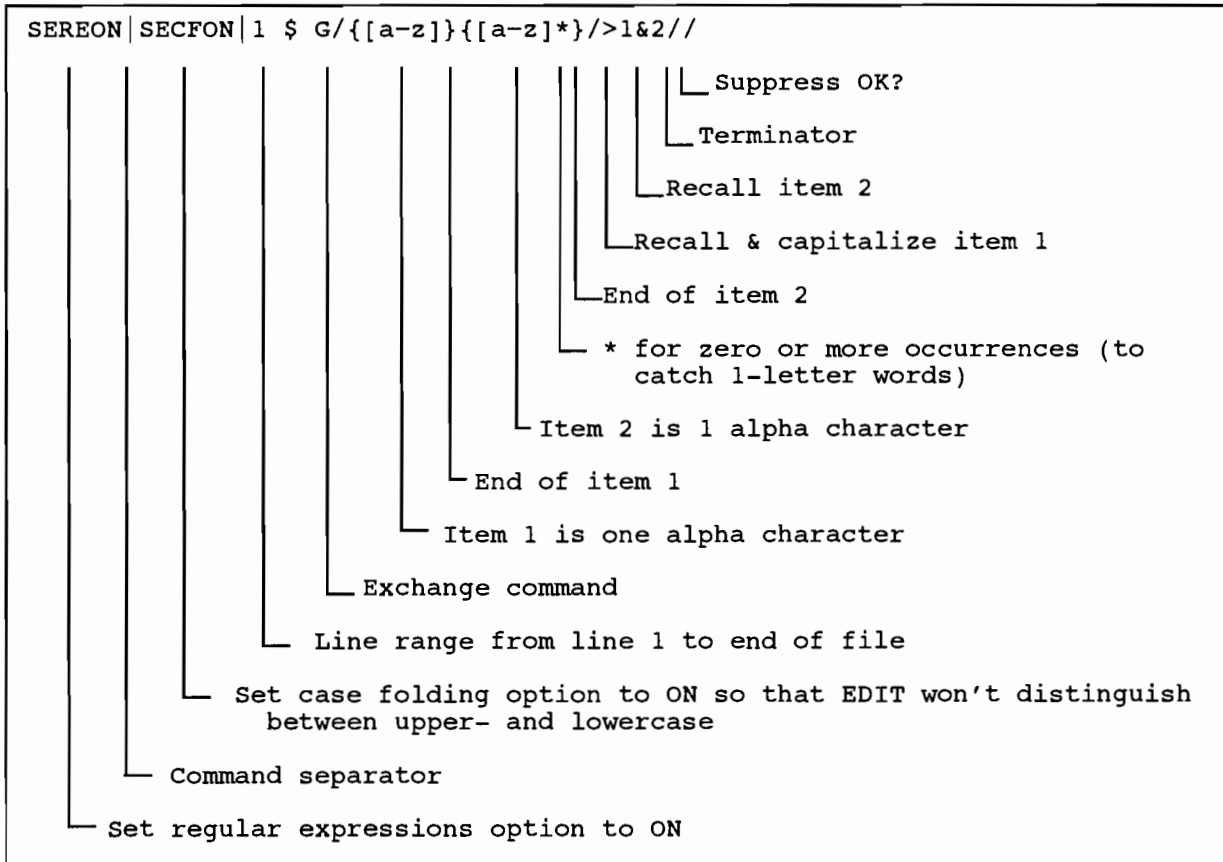 SEREON|SECFON|1 $ G/{[a-z]}{[a-z]*}/>1&2//
Suppress OK?
Terminator
Recall item 2
Recall & capitalize item 1
End of item 2
* for zero or more occurrences (to
catch 1-letter words)
Item 2 is 1 alpha character
End of item 1
Item 1 is one alpha character
Exchange command
Line range from line 1 to end of file
Set case folding option to ON so that EDIT won't distinguish
between upper- and lowercase
Command separator
Set regular expressions option to ON